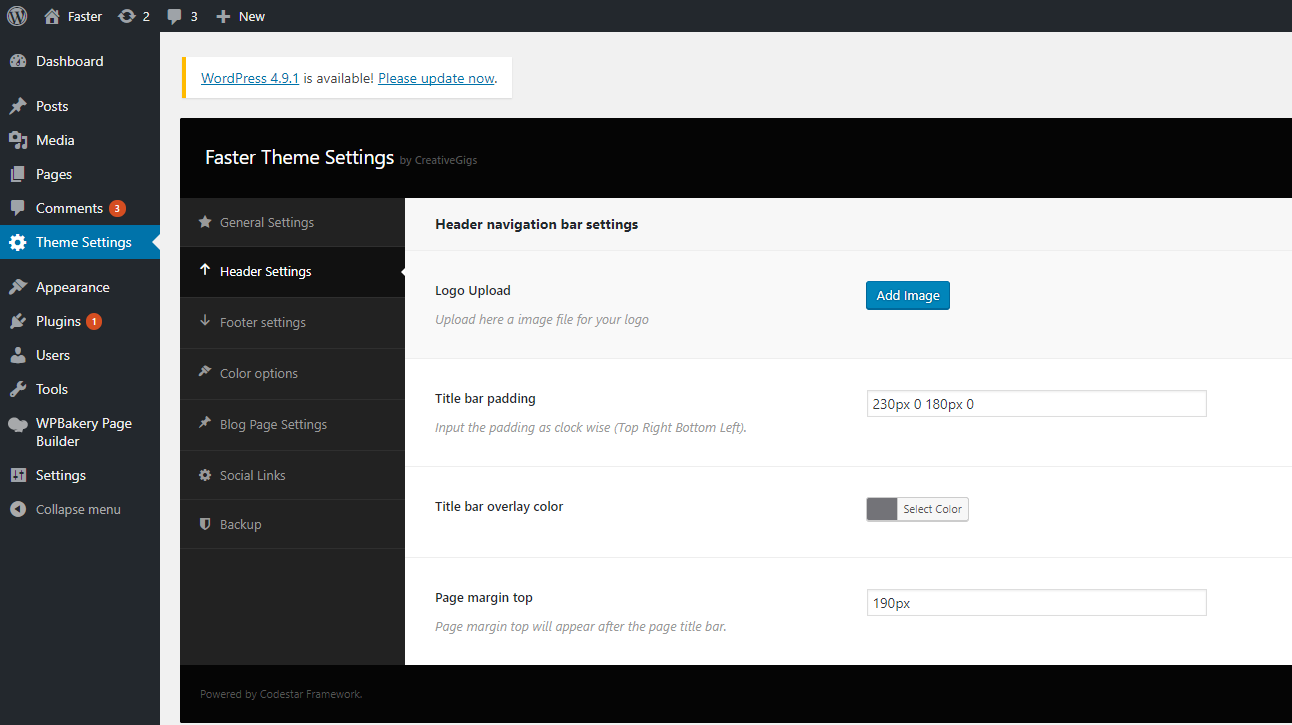 Faster 2 3 New
Dashboard
Posts
Media
Pages
Comments 3
Theme Settings
Appearance
Plugins 1
Users
Tools
WPBakery Page
Builder
Settings
Collapse menu
WordPress 4.9.1 is available! Please update now.
Faster Theme Settings by CreativeGigs
General Settings
Header Settings
Footer settings
Color options
Blog Page Settings
Social Links
Backup
Header navigation bar settings
Logo Upload
Upload here a image file for your logo
Add Image
Title bar padding
Input the padding as clock wise (Top Right Bottom Left).
230px 0 180px 0
Title bar overlay color
Select Color
Page margin top
Page margin top will appear after the page title bar.
190px
Powered by Codestar Framework.